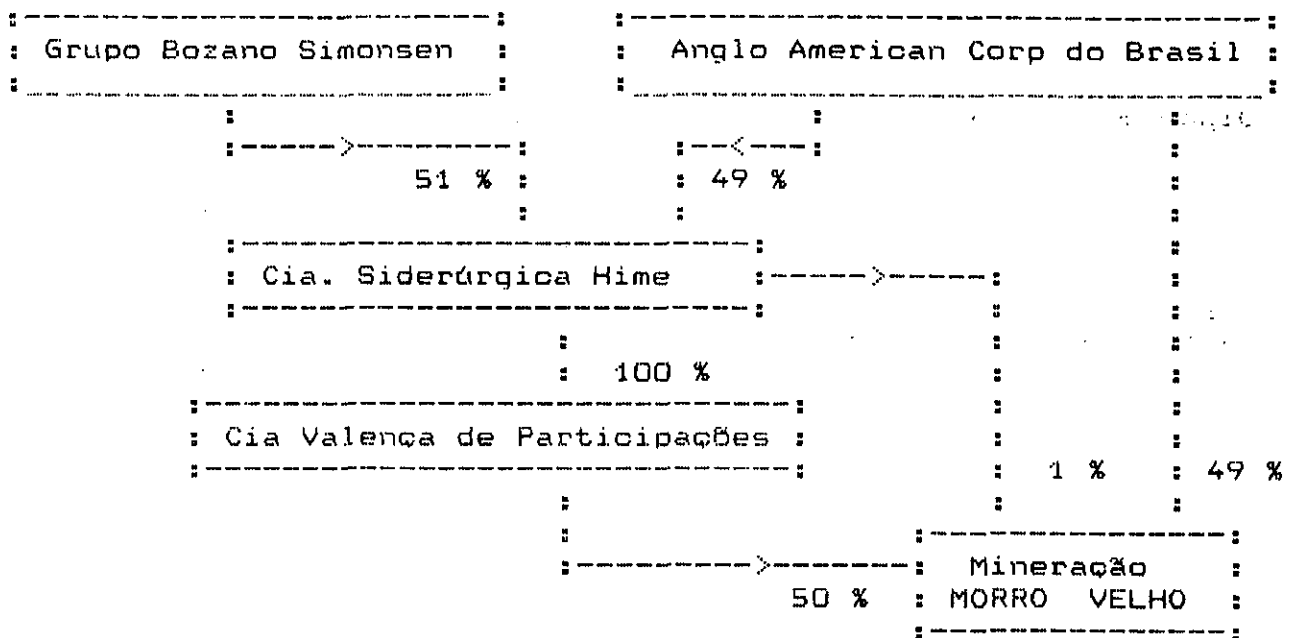 Grupo Bozano Simonsen
Anglo American Corp do Brasil
51 %
49 %
Cia. Siderúrgica Hime
100 %
Cia Valença de Participações
1 %
49 %
50 %
Mineração
MORRO VELHO